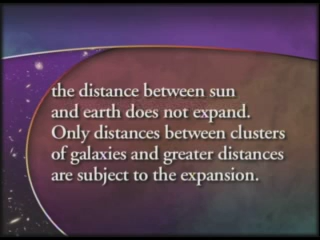 the distance between sun
and earth does not expand.
Only distances between clusters
of galaxies and greater distances
are subject to the expansion.